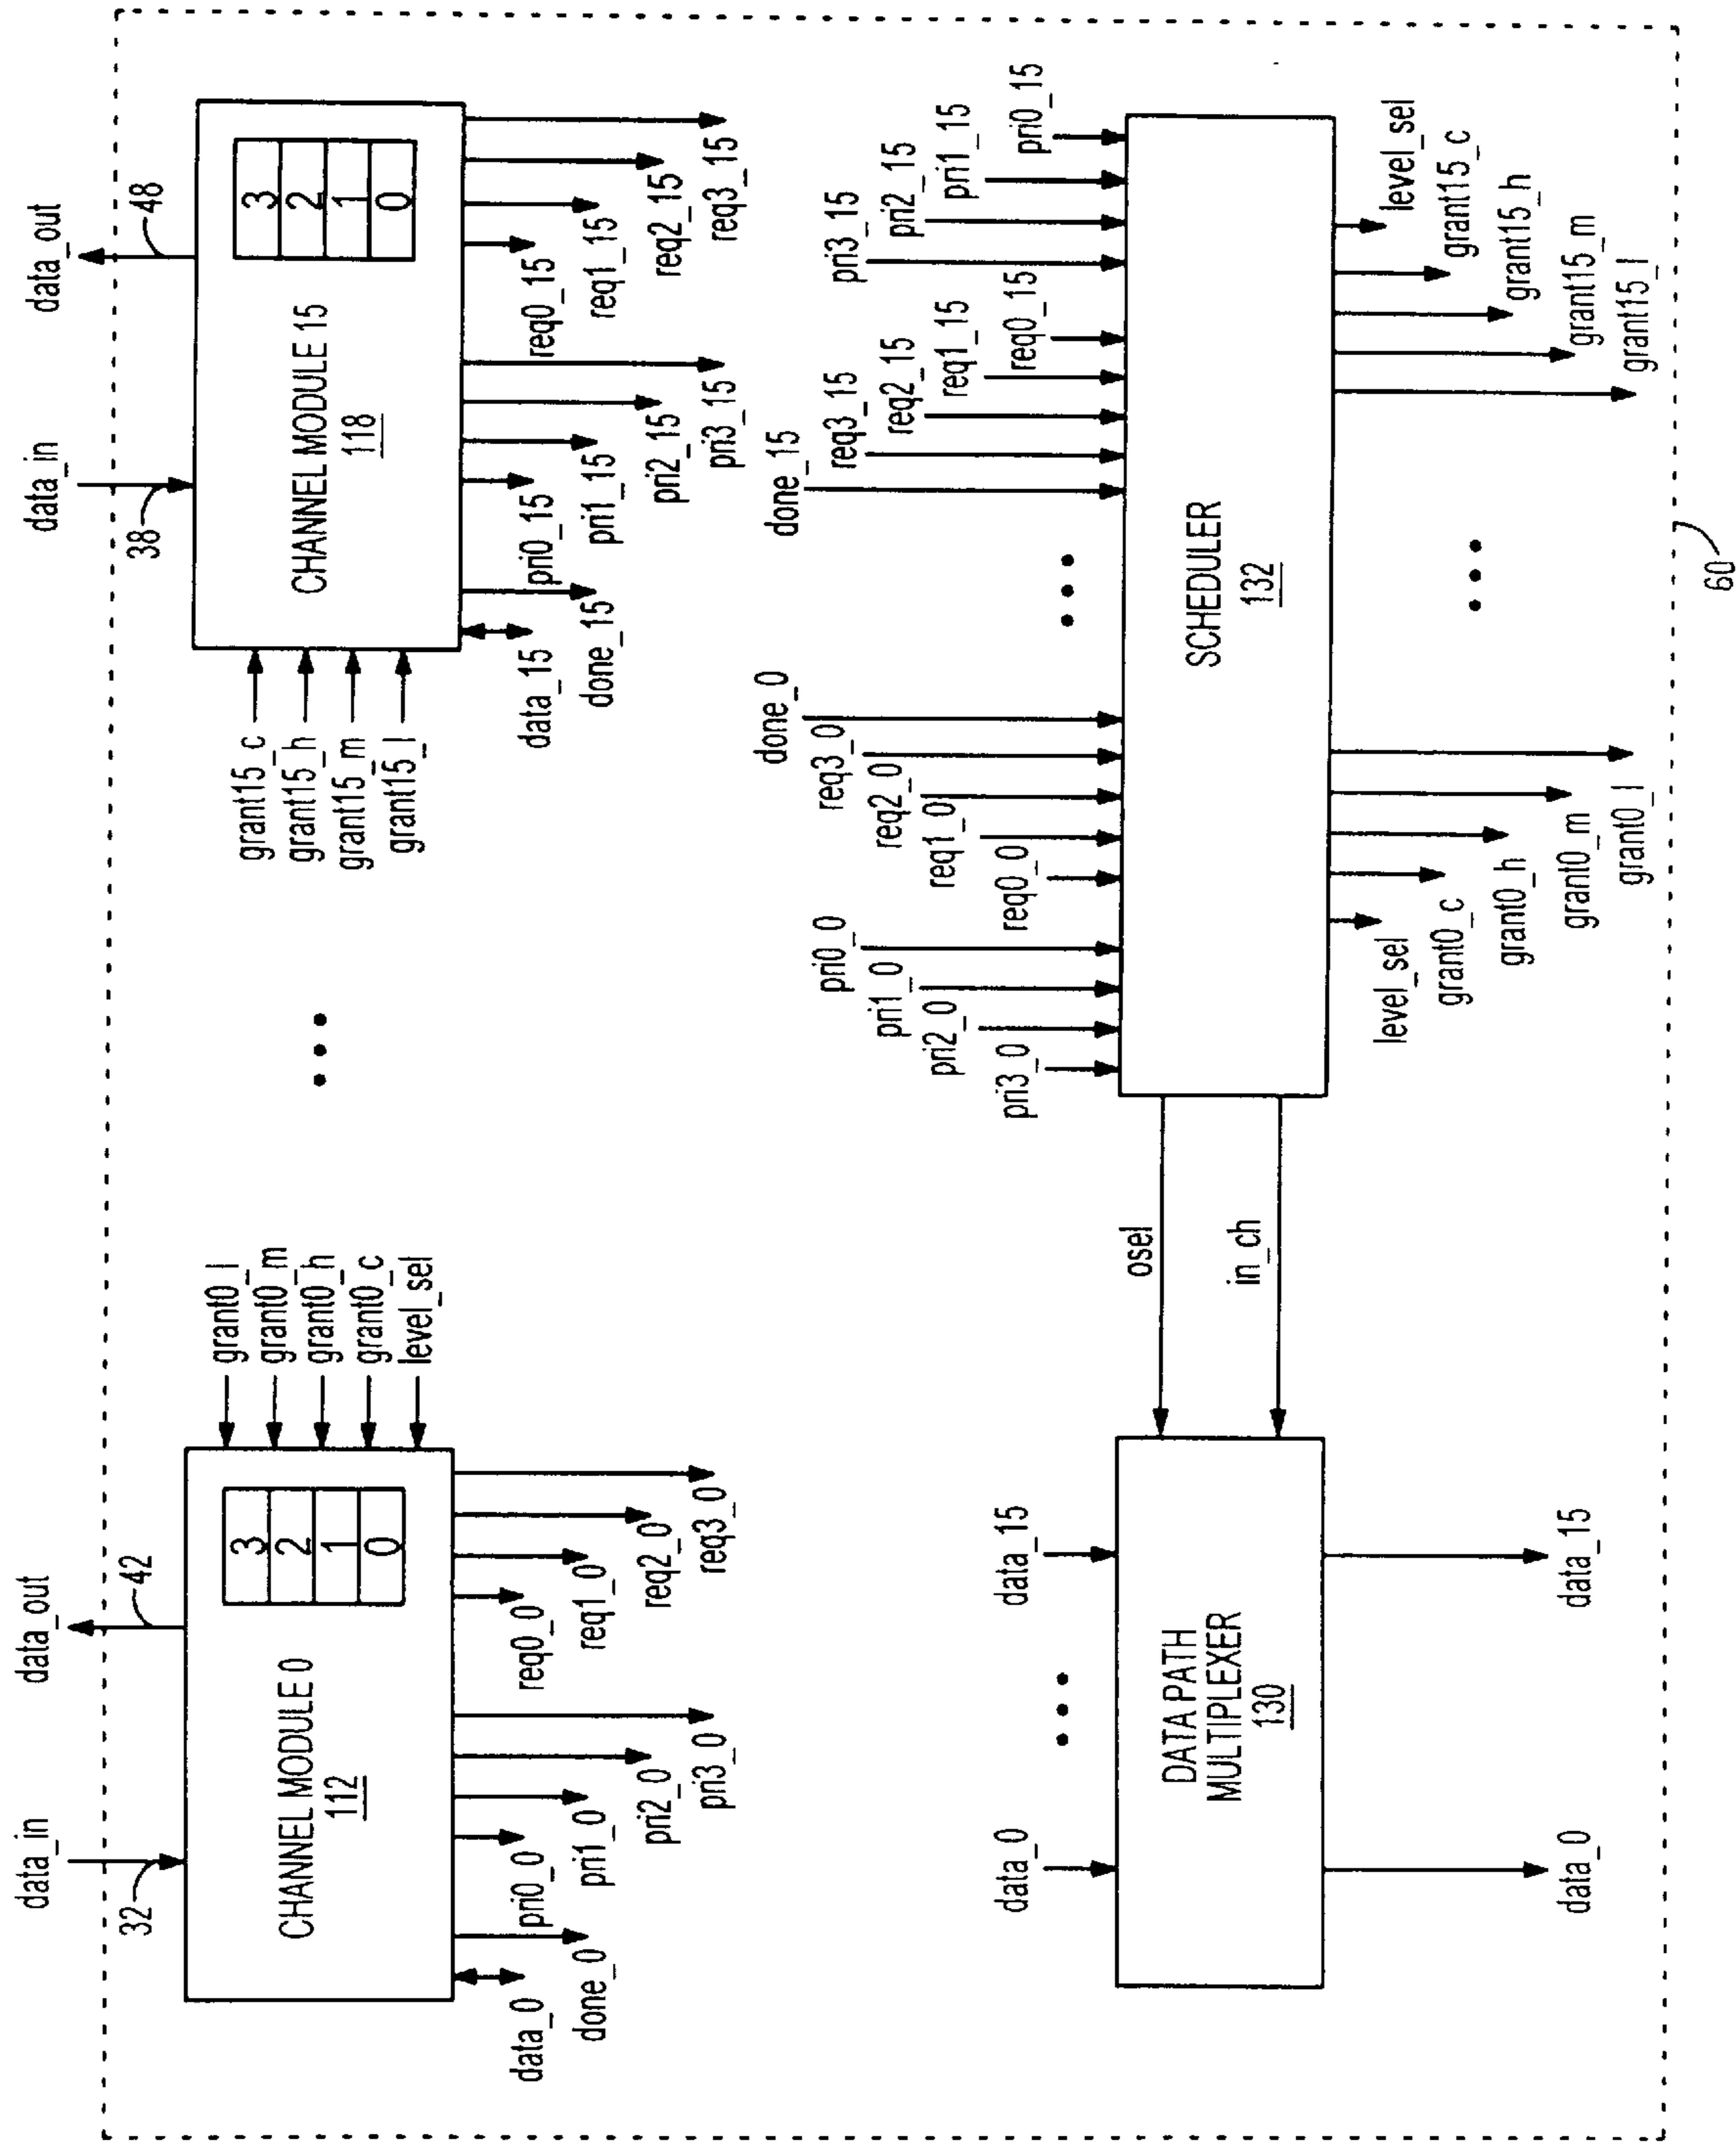 data_in
32
data_out
42
data_in
38
data_out
48
CHANNEL MODULE 0
112
3
2
1
0
grant0_l
grant0_m
grant0_h
grant0_c
level_sel
grant15_c
grant15_h
grant15_m
grant15_l
CHANNEL MODULE 15
118
3
2
1
0
data_0
done_0
pri0_0
pri1_0
pri2_0
pri3_0
req0_0
req1_0
req2_0
req3_0
data_15
done_15
pri0_15
pri1_15
pri2_15
pri3_15
req0_15
req1_15
req2_15
req3_15
data_0
data_15
DATA PATH
MULTIPLEXER
130
data_0
data_15
osel
in_ch
pri3_0
pri2_0
pri1_0
pri0_0
req0_0
req1_0
req2_0
req3_0
done_0
done_15
req3_15
req2_15
req1_15
req0_15
pri3_15
pri2_15
pri1_15
pri0_15
SCHEDULER
132
level_sel
grant0_c
grant0_h
grant0_m
grant0_l
grant15_l
grant15_m
grant15_h
grant15_c
level_sel
60